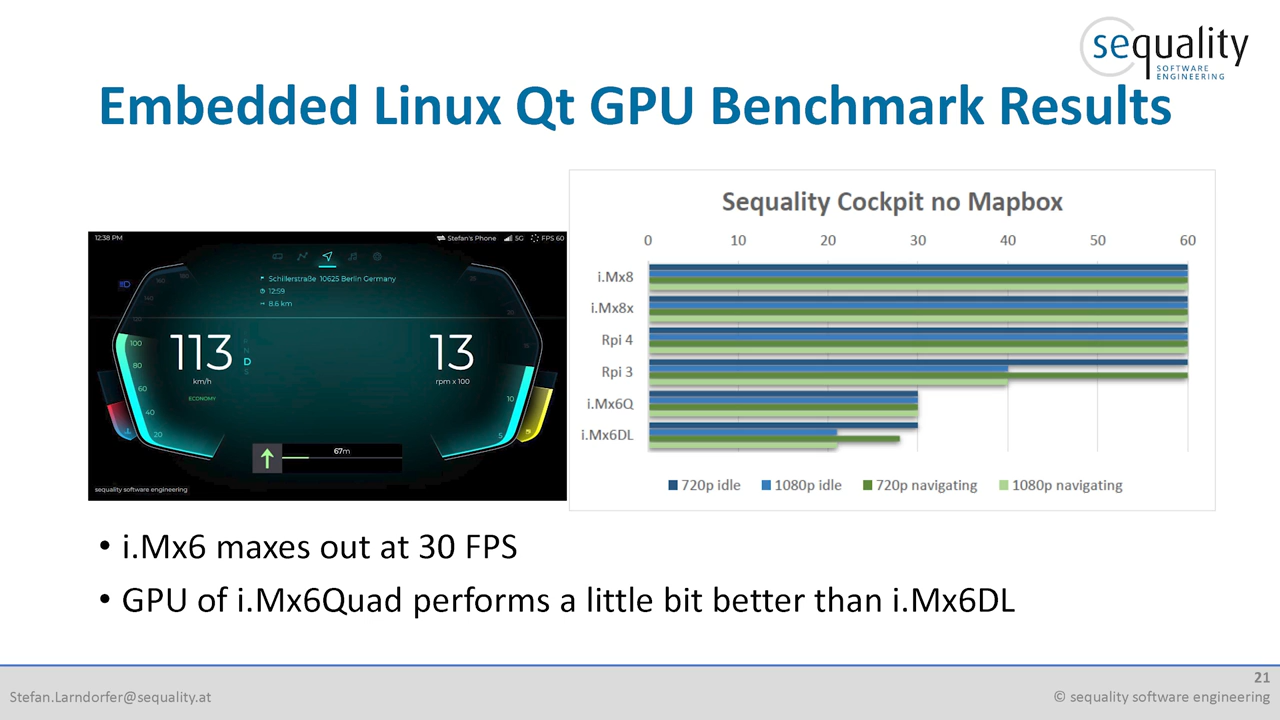 sequality
SOFTWARE
ENGINEERING
Embedded Linux Qt GPU Benchmark Results
12:38 PM
Stefan's Phone
5G
FPS 60
Schillerstraße 10625 Berlin Germany
12:59
8.6 km
140
100
80
60
40
20
113
km/h
ECONOMY
D
13
rpm x 100
10
5
67m
sequality software engineering
Sequality Cockpit no Mapbox
0 10 20 30 40 50 60
i.Mx8
i.Mx8x
Rpi 4
Rpi 3
i.Mx6Q
i.Mx6DL
720p idle 1080p idle 720p navigating 1080p navigating
• i.Mx6 maxes out at 30 FPS
• GPU of i.Mx6Quad performs a little bit better than i.Mx6DL
21
Stefan.Larndorfer@sequality.at
© sequality software engineering